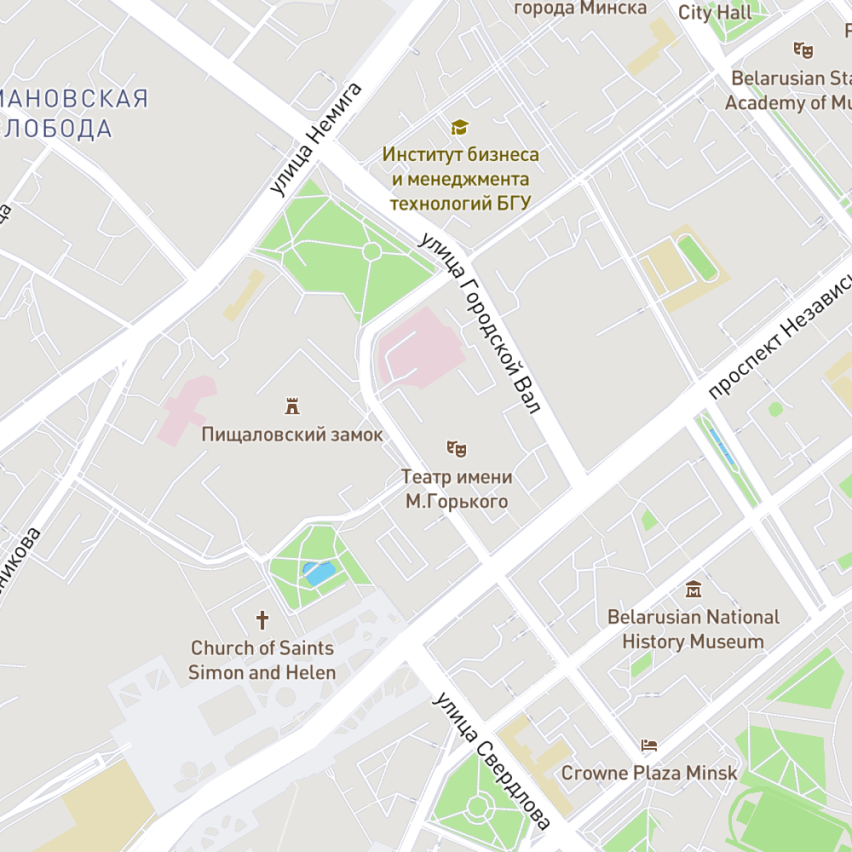 города Минска
City Hall
Belarusian Sta
Academy of Mu
МАНОВСКАЯ
ЛОБОДА
улица Немига
Институт бизнеса
и менеджмента
технологий БГУ
улица Городской Вал
проспект Независи
Пищаловский замок
Театр имени
М.Горького
никова
Belarusian National
History Museum
Church of Saints
Simon and Helen
улица Свердлова
Crowne Plaza Minsk